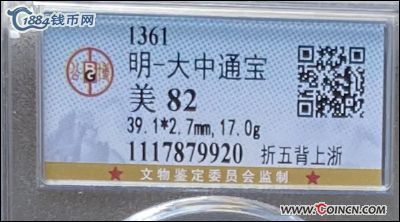 1884钱币网
1361
明-大中通宝
美 82
39.1*2.7mm,17.0g
1117879920 折五背上浙
★ 文物鉴定委员会监制 ★
WWW.COINCN.COM